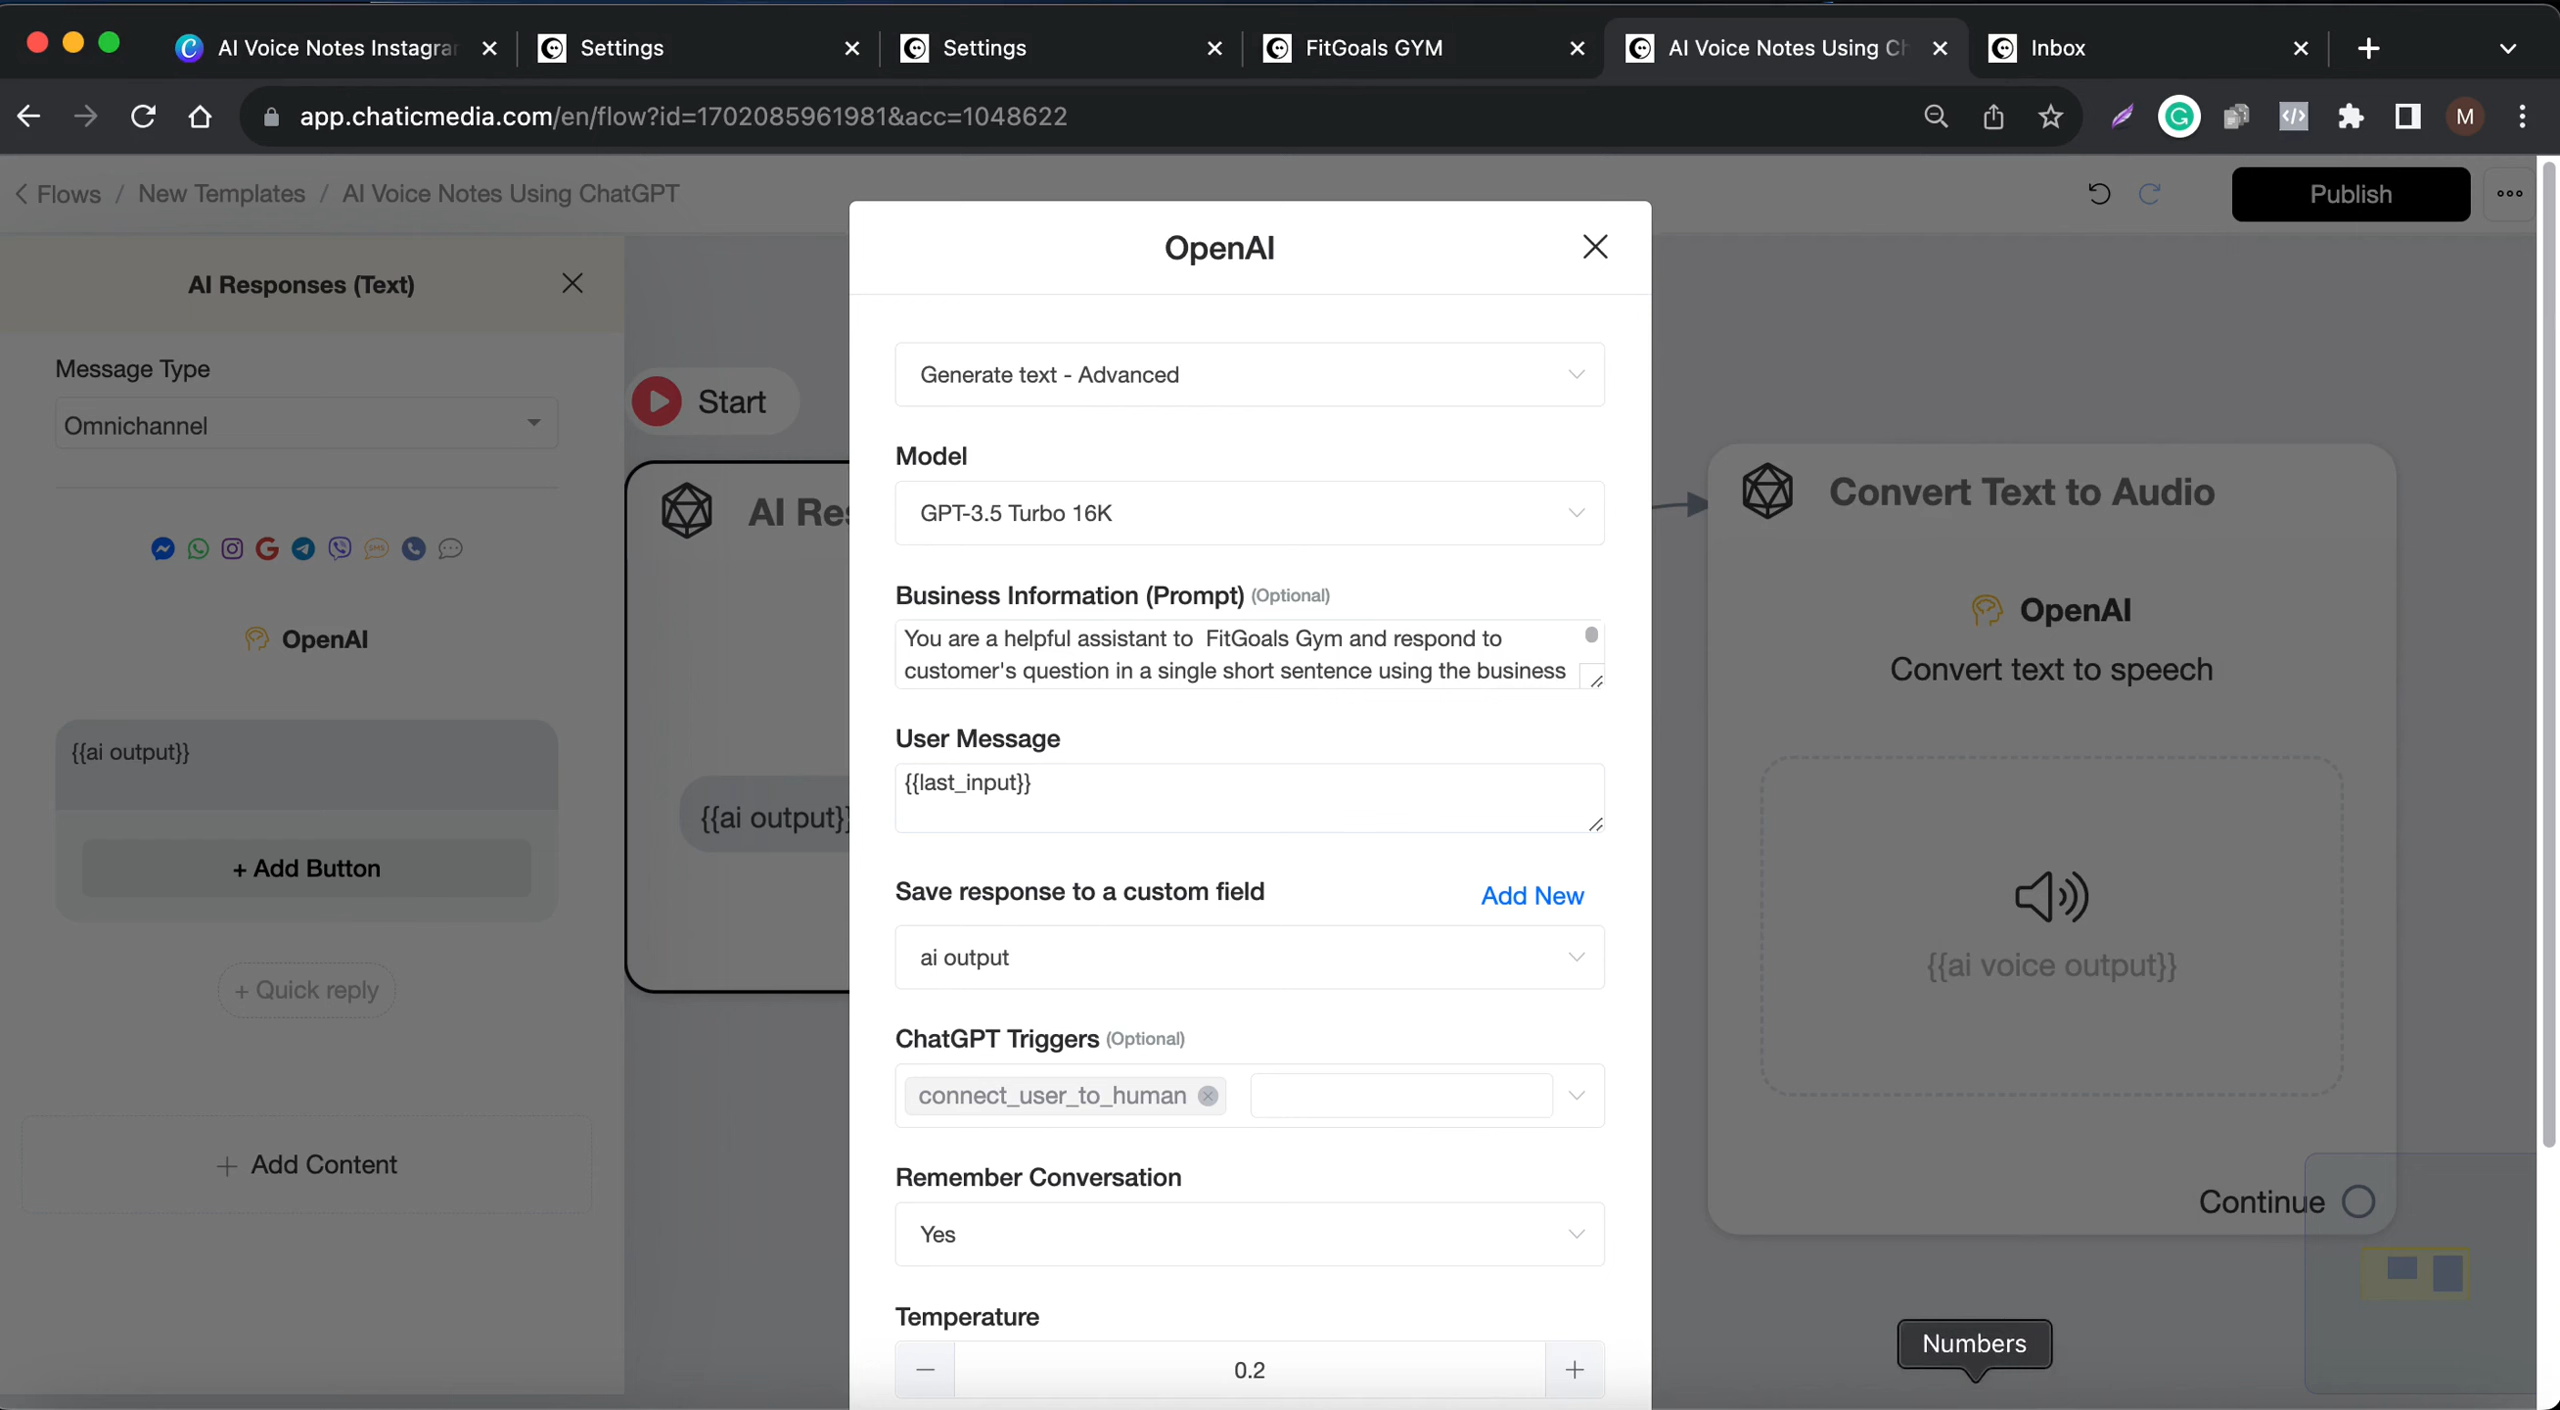 AI Voice Notes Instagra
Settings
Settings
FitGoals GYM
AI Voice Notes Using Ch
Inbox
app.chaticmedia.com/en/flow?id=1702085961981&acc=1048622
M
Flows / New Templates / AI Voice Notes Using ChatGPT
Publish
AI Responses (Text)
Message Type
Omnichannel
SMS
OpenAI
{{ai output}}
+ Add Button
+ Quick reply
+ Add Content
Start
AI Res
{{ai output}}
OpenAI
Generate text - Advanced
Model
GPT-3.5 Turbo 16K
Business Information (Prompt) (Optional)
You are a helpful assistant to  FitGoals Gym and respond to
customer's question in a single short sentence using the business
User Message
{{last_input}}
Save response to a custom field
Add New
ai output
ChatGPT Triggers (Optional)
connect_user_to_human
Remember Conversation
Yes
Temperature
0.2
Convert Text to Audio
OpenAI
Convert text to speech
{{ai voice output}}
Continue
Numbers